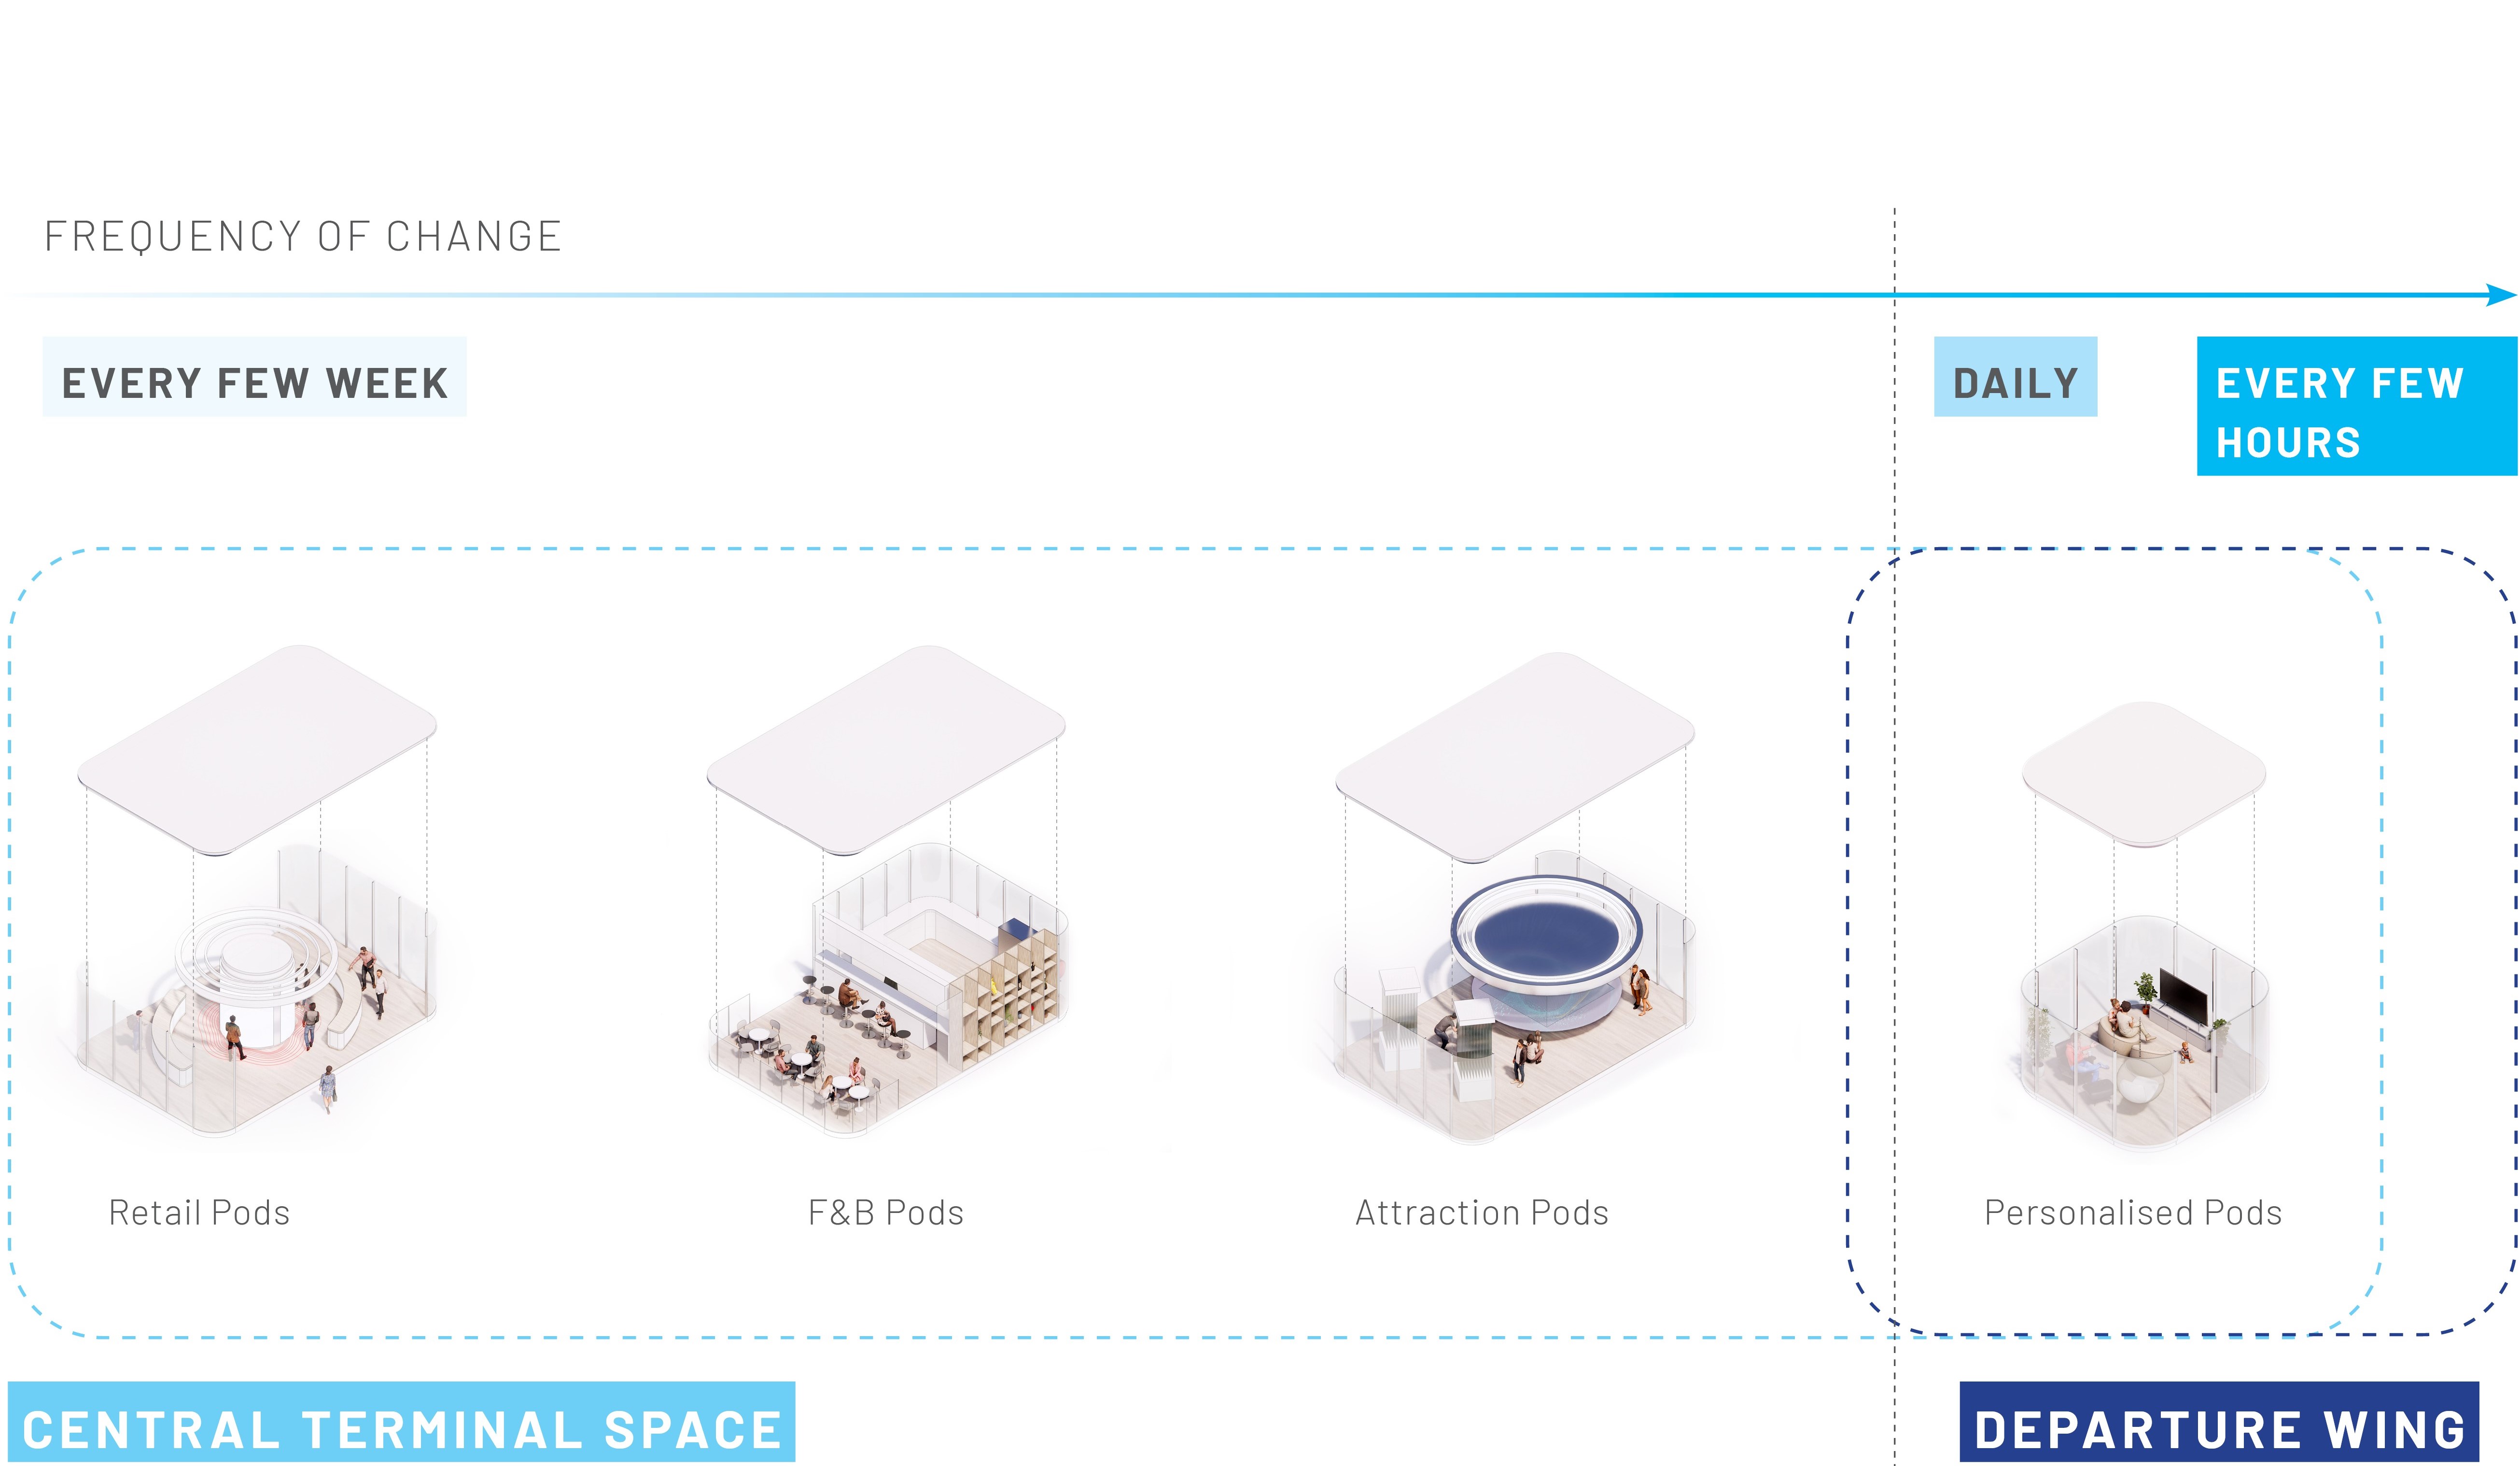 FREQUENCY OF CHANGE
EVERY FEW WEEK
DAILY
EVERY FEW
HOURS
Retail Pods
F&B Pods
Attraction Pods
Personalised Pods
CENTRAL TERMINAL SPACE
DEPARTURE WING